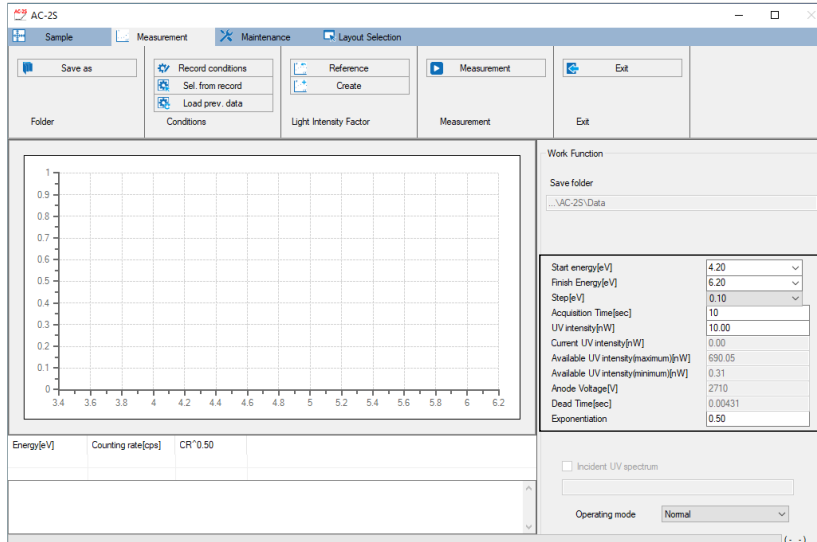 AC-2S
Sample Measurement Maintenance Layout Selection
Save as Record conditions Reference Measurement Exit
Sel. from record Create
Load prev. data
Folder Conditions Light Intensity Factor Measurement Exit
Work Function
Save folder
...\AC-2S\Data
1
0.9
0.8
0.7
0.6
0.5
0.4
0.3
0.2
0.1
0
3.4 3.6 3.8 4 4.2 4.4 4.6 4.8 5 5.2 5.4 5.6 5.8 6 6.2
Start energy[eV] 4.20
Finish Energy[eV] 6.20
Step[eV] 0.10
Acquisition Time[sec] 10
UV intensity[nW] 10.00
Current UV intensity[nW] 0.00
Available UV intensity(maximum)[nW] 690.05
Available UV intensity(minimum)[nW] 0.31
Anode Voltage[V] 2710
Dead Time[sec] 0.00431
Exponentiation 0.50
Energy[eV] Counting rate[cps] CR^0.50
Incident UV spectrum
Operating mode Normal
(- -)